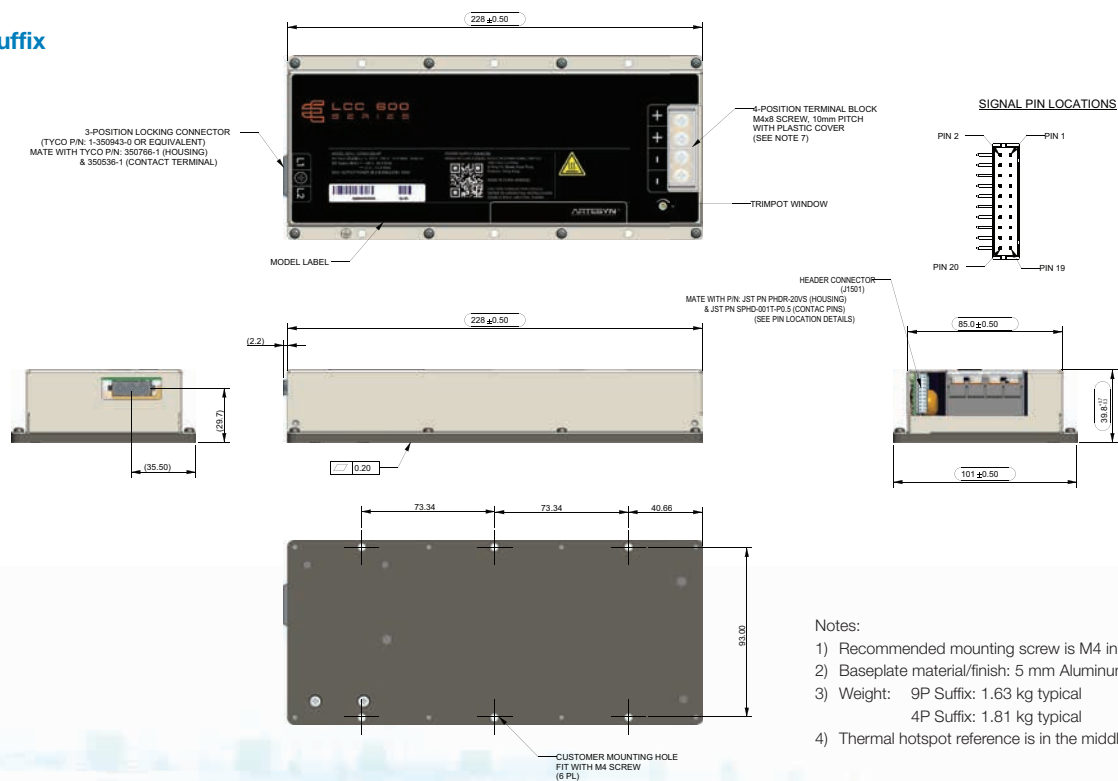 uffix
228 ±0.50
3-POSITION LOCKING CONNECTOR
(TYCO P/N: 1-350943-0 OR EQUIVALENT)
MATE WITH TYCO P/N: 350766-1 (HOUSING)
& 350536-1 (CONTACT TERMINAL)
LCC 600
SERIES
L1
L2
+
+
-
-
ARTESYN
4-POSITION TERMINAL BLOCK
M4x8 SCREW, 10mm PITCH
WITH PLASTIC COVER
(SEE NOTE 7)
TRIMPOT WINDOW
MODEL LABEL
SIGNAL PIN LOCATIONS
PIN 2
PIN 1
PIN 20
PIN 19
HEADER CONNECTOR
(J1501)
MATE WITH P/N: JST PN PHDR-20VS (HOUSING)
& JST PN SPHD-001T-P0.5 (CONTAC PINS)
(SEE PIN LOCATION DETAILS)
228 ±0.50
(2.2)
85.0±0.50
(29.7)
(35.50)
0.20
39.8
101 ±0.50
73.34
73.34
40.66
93.00
CUSTOMER MOUNTING HOLE
FIT WITH M4 SCREW
(6 PL)
Notes:
1) Recommended mounting screw is M4 in
2) Baseplate material/finish: 5 mm Aluminum
3) Weight: 9P Suffix: 1.63 kg typical
4P Suffix: 1.81 kg typical
4) Thermal hotspot reference is in the middl